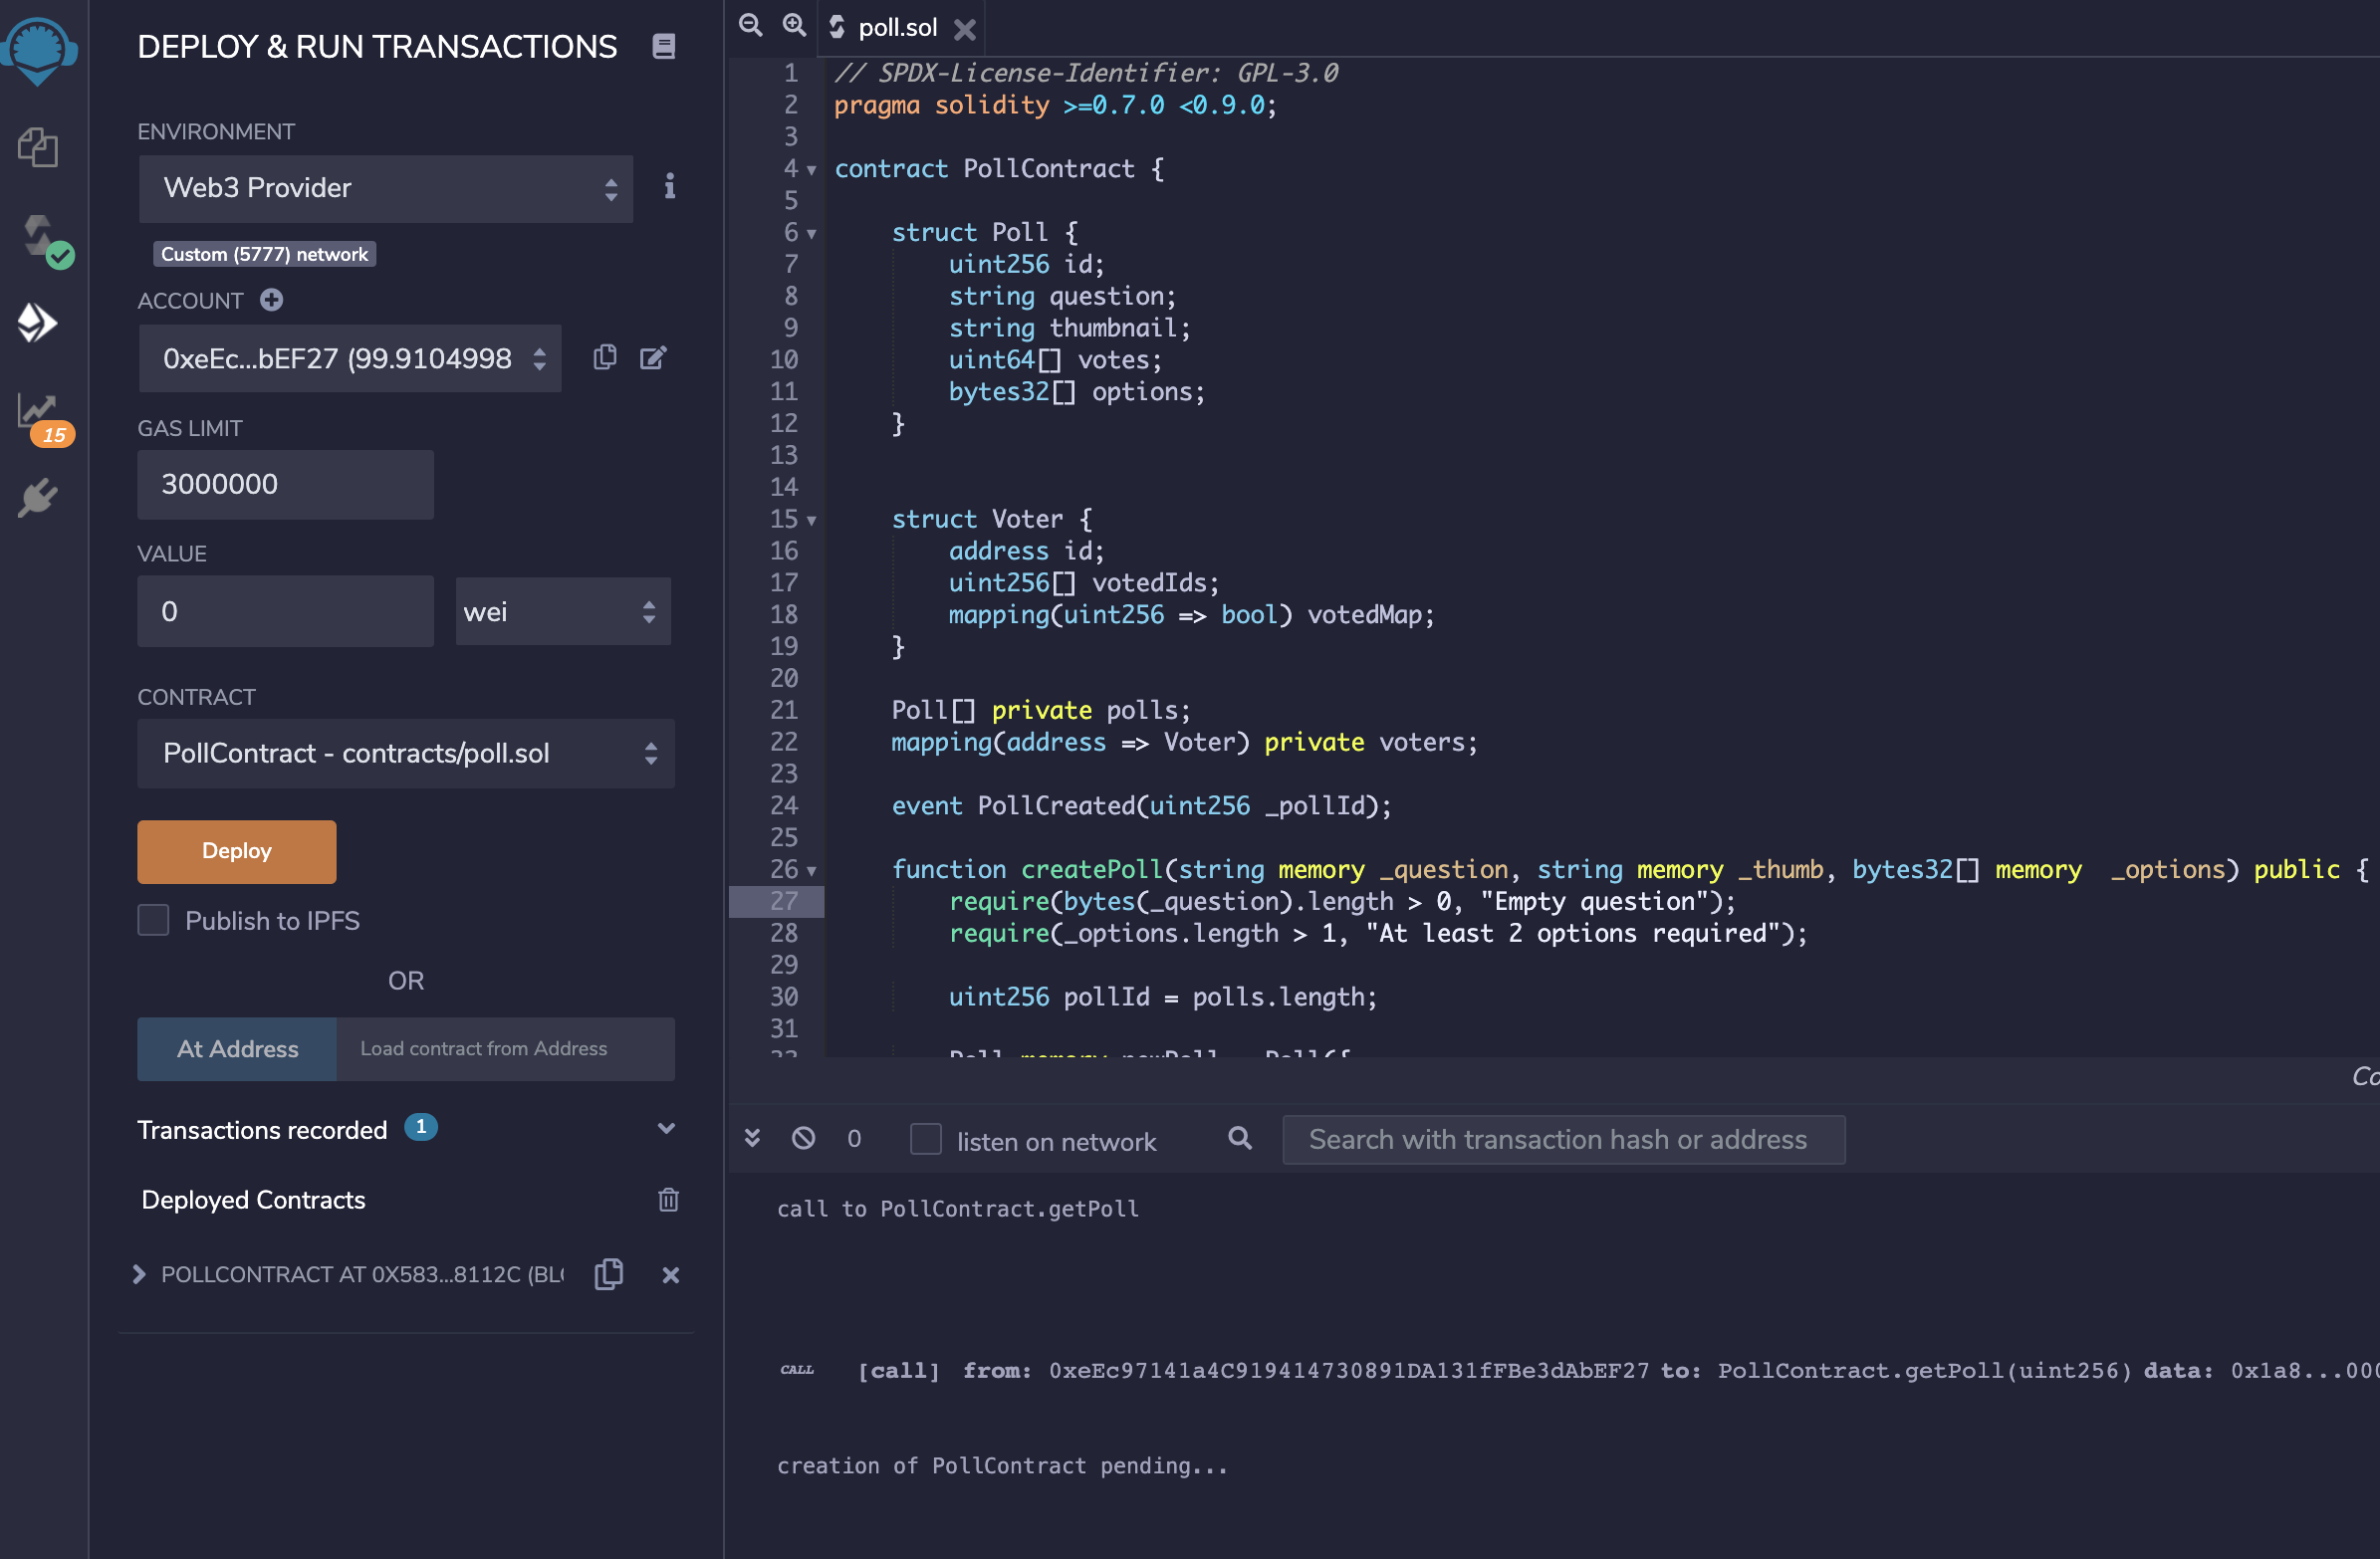 DEPLOY & RUN TRANSACTIONS
ENVIRONMENT
Web3 Provider
Custom (5777) network
ACCOUNT
0xeEc...bEF27 (99.9104998
GAS LIMIT
3000000
VALUE
0
wei
CONTRACT
PollContract - contracts/poll.sol
Deploy
Publish to IPFS
OR
At Address
Load contract from Address
Transactions recorded 1
Deployed Contracts
POLLCONTRACT AT 0X583...8112C (BL
15
poll.sol
1 // SPDX-License-Identifier: GPL-3.0
2 pragma solidity >=0.7.0 <0.9.0;
3
4 contract PollContract {
5
6 struct Poll {
7 uint256 id;
8 string question;
9 string thumbnail;
10 uint64[] votes;
11 bytes32[] options;
12 }
13
14
15 struct Voter {
16 address id;
17 uint256[] votedIds;
18 mapping(uint256 => bool) votedMap;
19 }
20
21 Poll[] private polls;
22 mapping(address => Voter) private voters;
23
24 event PollCreated(uint256 _pollId);
25
26 function createPoll(string memory _question, string memory _thumb, bytes32[] memory  _options) public {
27 require(bytes(_question).length > 0, "Empty question");
28 require(_options.length > 1, "At least 2 options required");
29
30 uint256 pollId = polls.length;
31
32 Poll memory newPoll = Poll({
Co
0
listen on network
Search with transaction hash or address
call to PollContract.getPoll
CALL [call] from: 0xeEc97141a4C919414730891DA131fFBe3dAbEF27 to: PollContract.getPoll(uint256) data: 0x1a8...000
creation of PollContract pending...